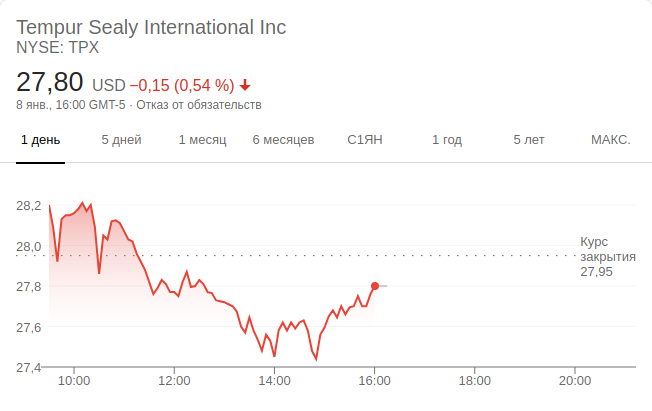 Tempur Sealy International Inc
NYSE: TPX
27,80 USD −0,15 (0,54 %)
8 янв., 16:00 GMT-5 · Отказ от обязательств
1 день 5 дней 1 месяц 6 месяцев С1ЯН 1 год 5 лет МАКС.
28,2
28,0
27,8
27,6
27,4
Курс
закрытия
27,95
10:00 12:00 14:00 16:00 18:00 20:00